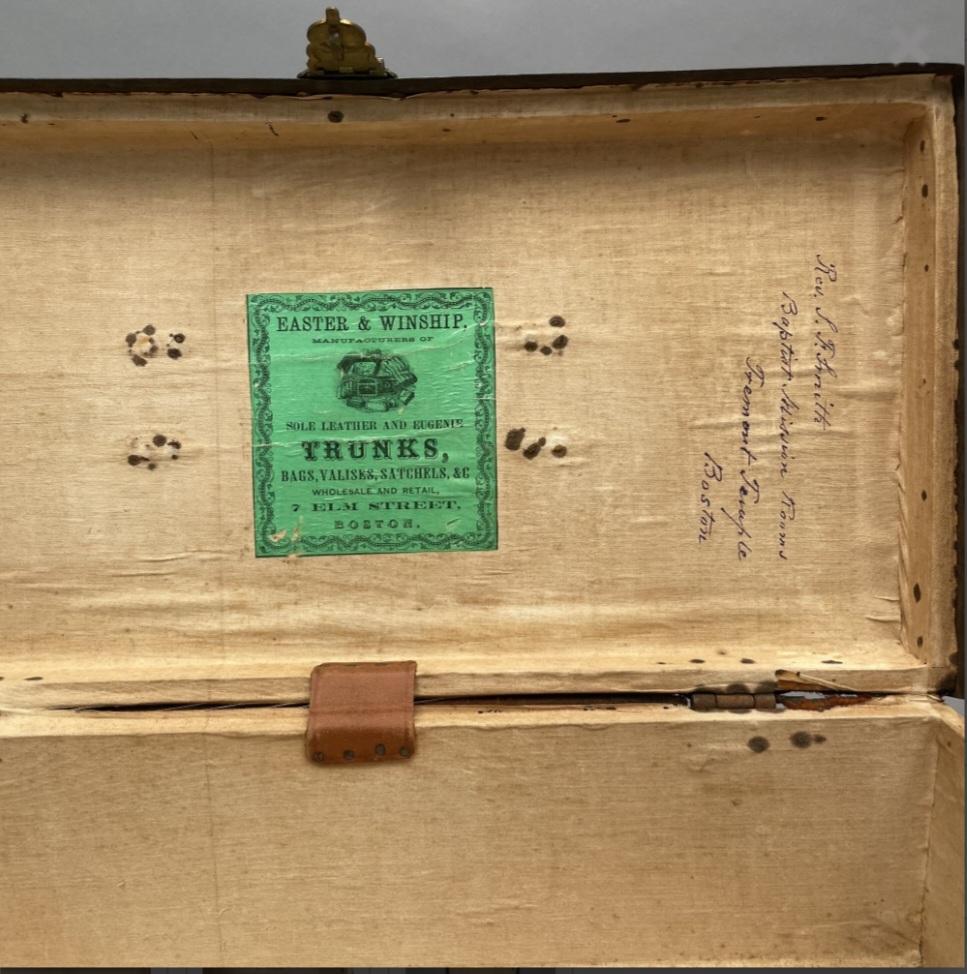 EASTER & WINSHIP,
MANUFACTURERS OF
SOLE LEATHER AND EUGENIE
TRUNKS,
BAGS, VALISES, SATCHELS, &C
WHOLESALE AND RETAIL,
7 ELM STREET,
BOSTON.
Rev. S. F. Smith
Baptist Mission Rooms
Tremont Temple
Boston